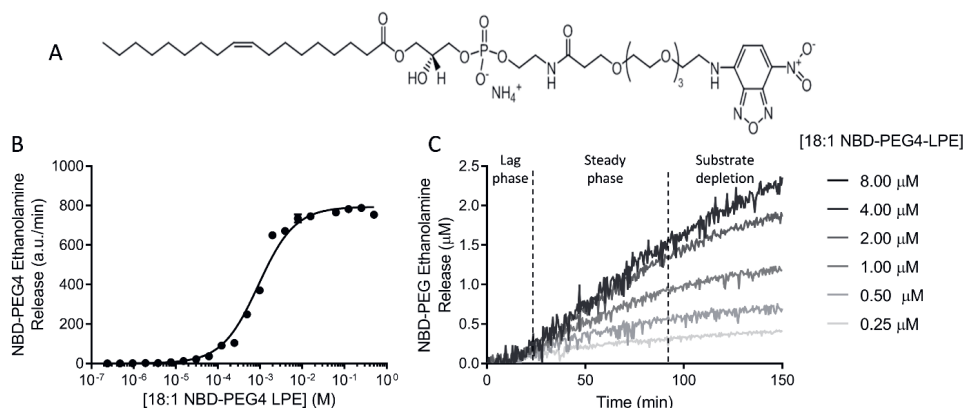 A
O
O
HO
H
O
O
P
O
O-
NH4+
O
N
H
O
O
O
3
N
H
N+
O-
O
N
O
N
B
1000
800
600
400
200
0
NBD-PEG4 Ethanolamine
Release (a.u./min)
10-7
10-6
10-5
10-4
10-3
10-2
10-1
100
[18:1 NBD-PEG4 LPE] (M)
C
Lag
phase
Steady
phase
Substrate
depletion
2.5
2.0
1.5
1.0
0.5
0.0
NBD-PEG Ethanolamine
Release (µM)
0
50
100
150
Time (min)
[18:1 NBD-PEG4-LPE]
8.00 µM
4.00 µM
2.00 µM
1.00 µM
0.50 µM
0.25 µM